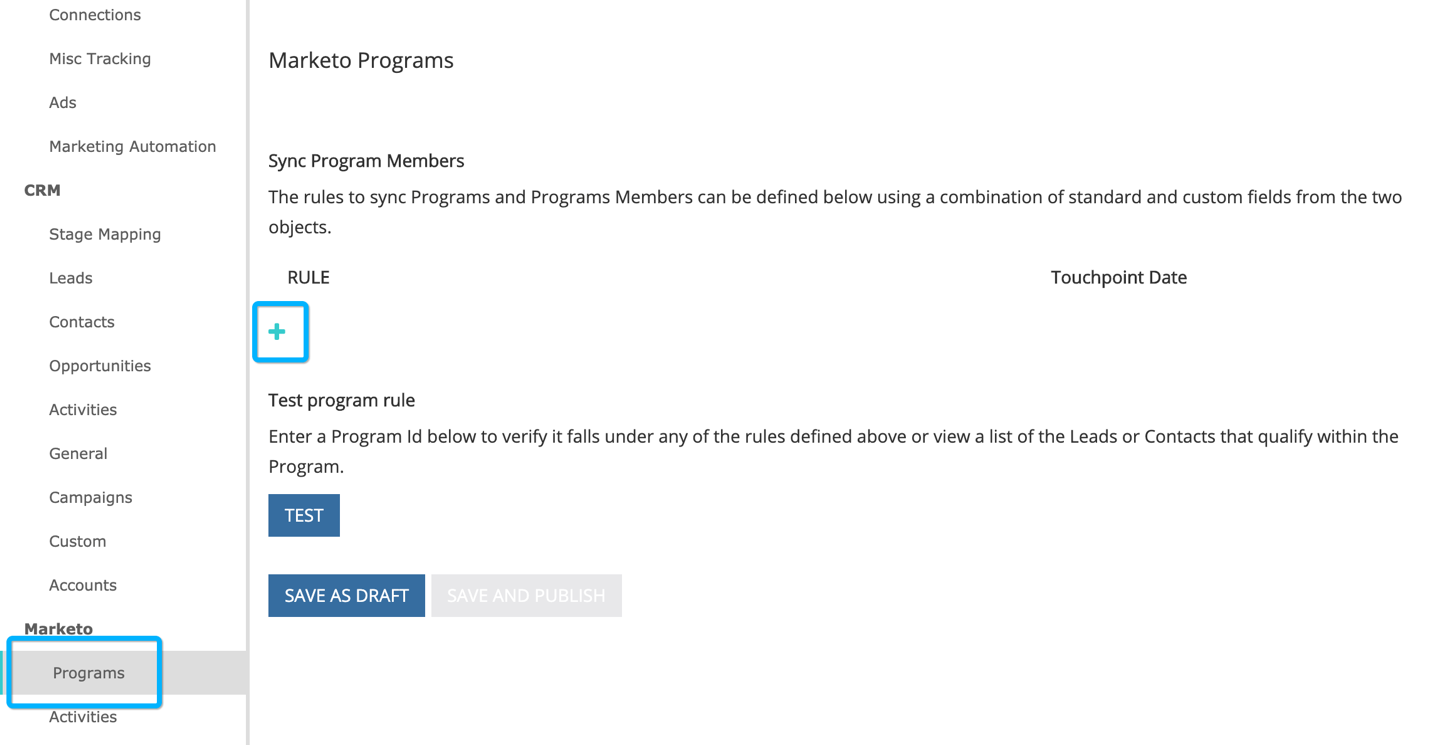 Connections
Misc Tracking
Ads
Marketing Automation
CRM
Stage Mapping
Leads
Contacts
Opportunities
Activities
General
Campaigns
Custom
Accounts
Marketo
Programs
Activities
Marketo Programs
Sync Program Members
The rules to sync Programs and Programs Members can be defined below using a combination of standard and custom fields from the two
objects.
RULE Touchpoint Date
+
Test program rule
Enter a Program Id below to verify it falls under any of the rules defined above or view a list of the Leads or Contacts that qualify within the
Program.
TEST
SAVE AS DRAFT SAVE AND PUBLISH